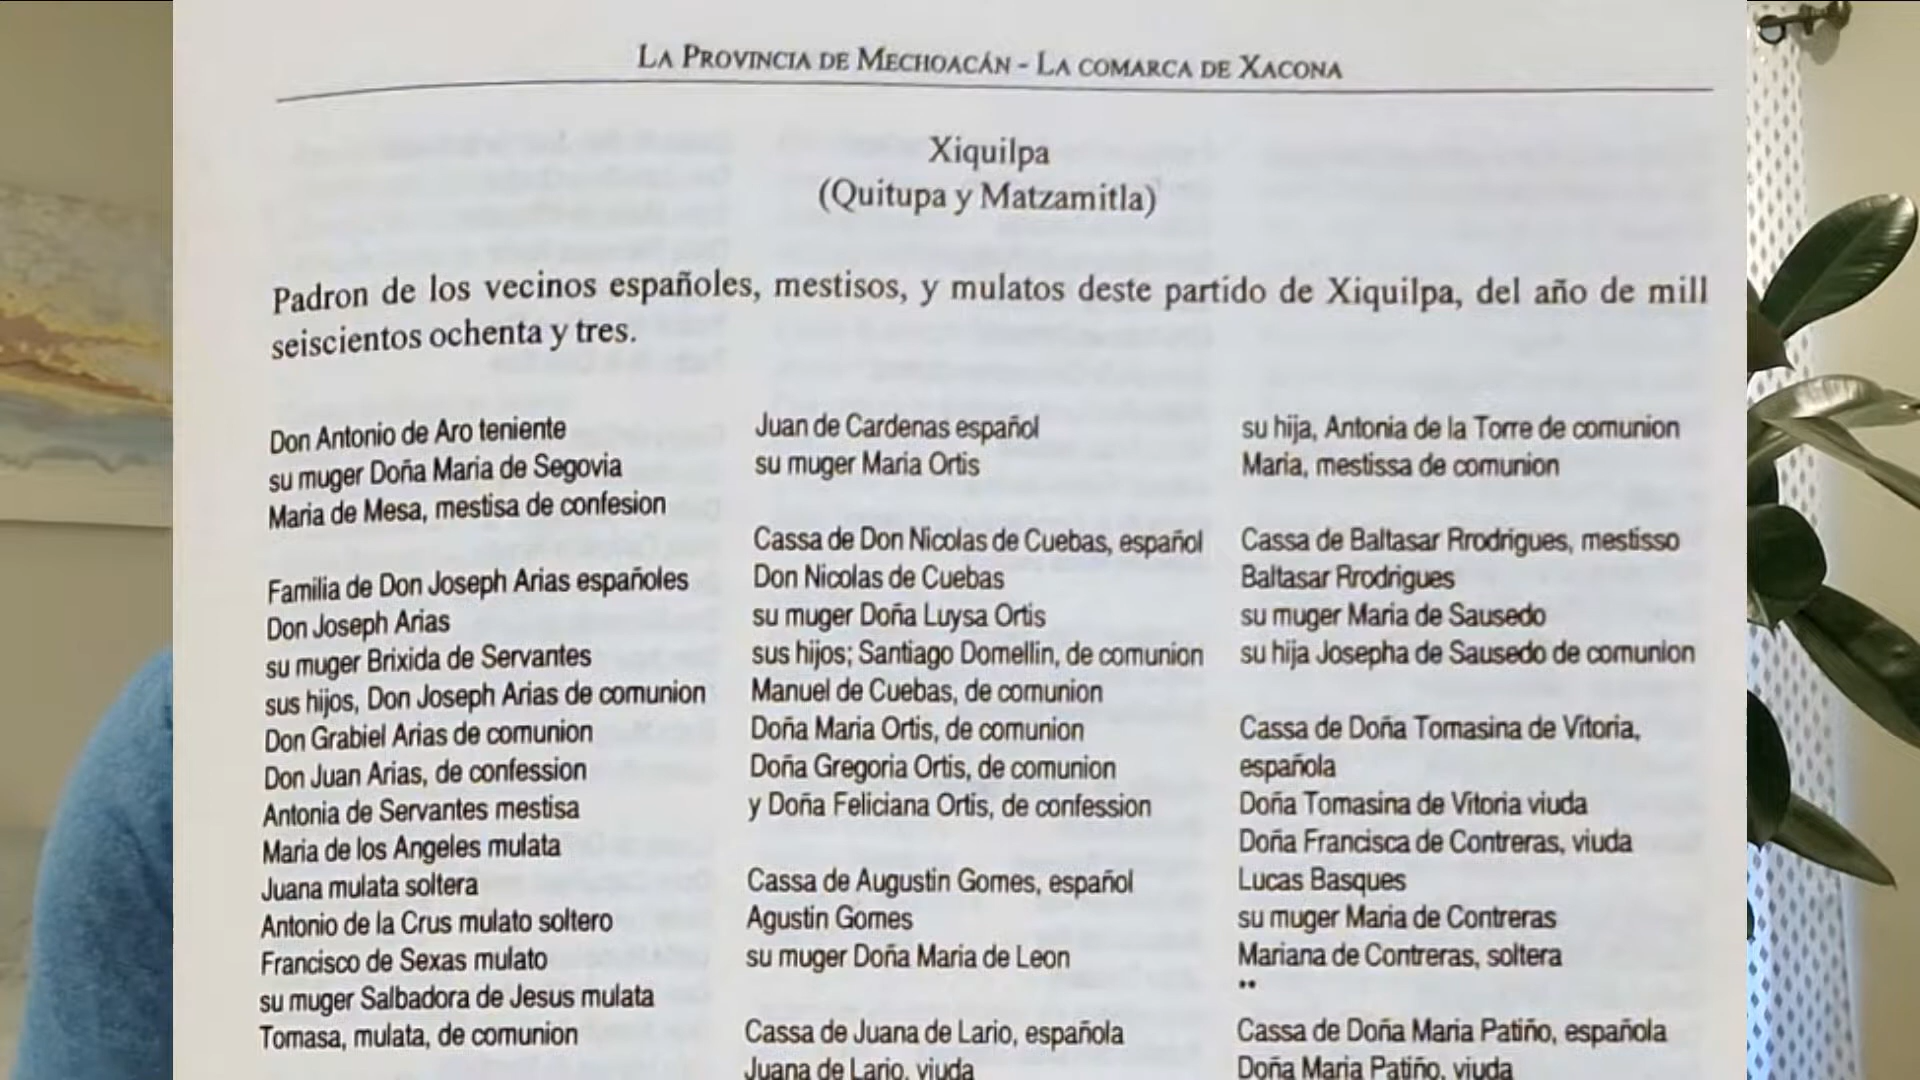 LA PROVINCIA DE MECHOACÁN - LA COMARCA DE XACONA
Xiquilpa
(Quitupa y Matzamitla)
Padron de los vecinos españoles, mestisos, y mulatos deste partido de Xiquilpa, del año de mill
seiscientos ochenta y tres.
Don Antonio de Aro teniente
su muger Doña Maria de Segovia
Maria de Mesa, mestisa de confesion
Familia de Don Joseph Arias españoles
Don Joseph Arias
su muger Brixida de Servantes
sus hijos, Don Joseph Arias de comunion
Don Grabiel Arias de comunion
Don Juan Arias, de confession
Antonia de Servantes mestisa
Maria de los Angeles mulata
Juana mulata soltera
Antonio de la Crus mulato soltero
Francisco de Sexas mulato
su muger Salbadora de Jesus mulata
Tomasa, mulata, de comunion
Juan de Cardenas español
su muger Maria Ortis
Cassa de Don Nicolas de Cuebas, español
Don Nicolas de Cuebas
su muger Doña Luysa Ortis
sus hijos; Santiago Domellin, de comunion
Manuel de Cuebas, de comunion
Doña Maria Ortis, de comunion
Doña Gregoria Ortis, de comunion
y Doña Feliciana Ortis, de confession
Cassa de Augustin Gomes, español
Agustin Gomes
su muger Doña Maria de Leon
Cassa de Juana de Lario, española
Juana de Lario, viuda
su hija, Antonia de la Torre de comunion
Maria, mestissa de comunion
Cassa de Baltasar Rrodrigues, mestisso
Baltasar Rrodrigues
su muger Maria de Sausedo
su hija Josepha de Sausedo de comunion
Cassa de Doña Tomasina de Vitoria,
española
Doña Tomasina de Vitoria viuda
Doña Francisca de Contreras, viuda
Lucas Basques
su muger Maria de Contreras
Mariana de Contreras, soltera
**
Cassa de Doña Maria Patiño, española
Doña Maria Patiño, viuda